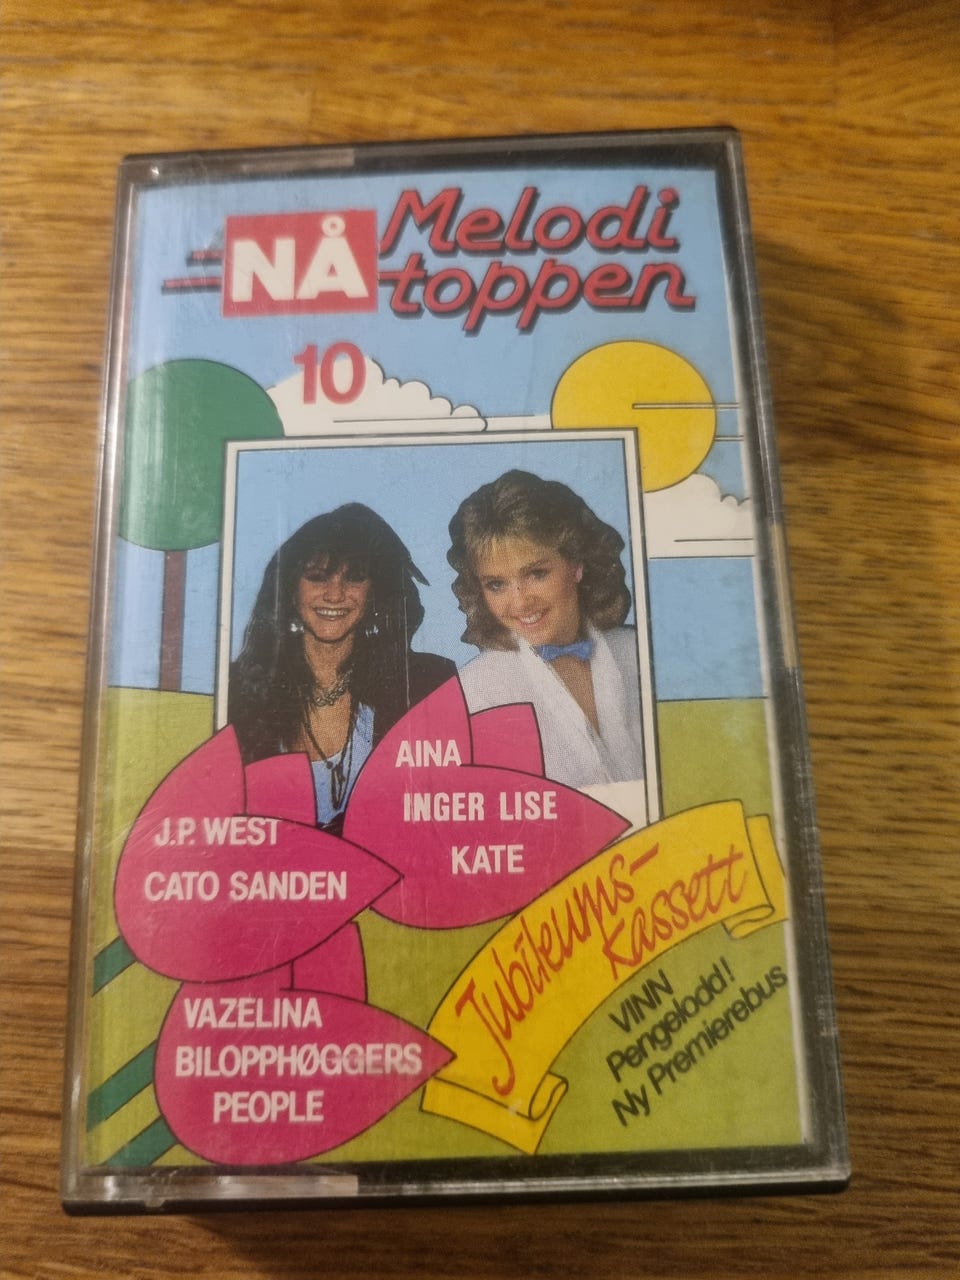 NÅ Melodi
toppen
10
AINA
INGER LISE
KATE
J.P. WEST
CATO SANDEN
VAZELINA
BILOPPHØGGERS
PEOPLE
Jubileums-
kassett
VINN
Pengelodd!
Ny Premierebus